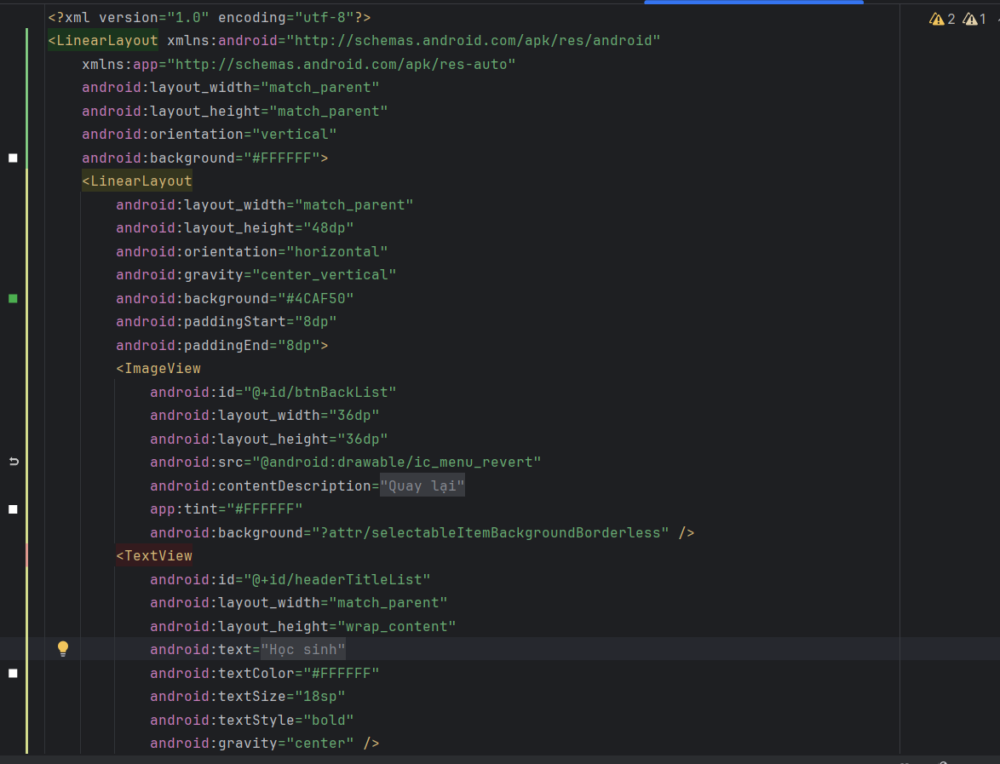 <?xml version="1.0" encoding="utf-8"?>
2 1
<LinearLayout xmlns:android="http://schemas.android.com/apk/res/android"
    xmlns:app="http://schemas.android.com/apk/res-auto"
    android:layout_width="match_parent"
    android:layout_height="match_parent"
    android:orientation="vertical"
    android:background="#FFFFFF">
    <LinearLayout
        android:layout_width="match_parent"
        android:layout_height="48dp"
        android:orientation="horizontal"
        android:gravity="center_vertical"
        android:background="#4CAF50"
        android:paddingStart="8dp"
        android:paddingEnd="8dp">
        <ImageView
            android:id="@+id/btnBackList"
            android:layout_width="36dp"
            android:layout_height="36dp"
            android:src="@android:drawable/ic_menu_revert"
            android:contentDescription="Quay lại"
            app:tint="#FFFFFF"
            android:background="?attr/selectableItemBackgroundBorderless" />
        <TextView
            android:id="@+id/headerTitleList"
            android:layout_width="match_parent"
            android:layout_height="wrap_content"
            android:text="Học sinh"
            android:textColor="#FFFFFF"
            android:textSize="18sp"
            android:textStyle="bold"
            android:gravity="center" />